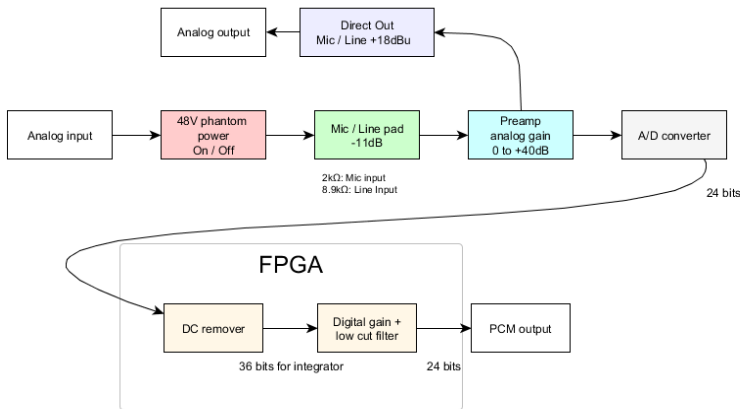 Analog output
Direct Out
Mic / Line +18dBu
Analog input
48V phantom
power
On / Off
Mic / Line pad
-11dB
Preamp
analog gain
0 to +40dB
A/D converter
2kΩ: Mic input
8.9kΩ: Line Input
24 bits
FPGA
DC remover
Digital gain +
low cut filter
PCM output
36 bits for integrator
24 bits